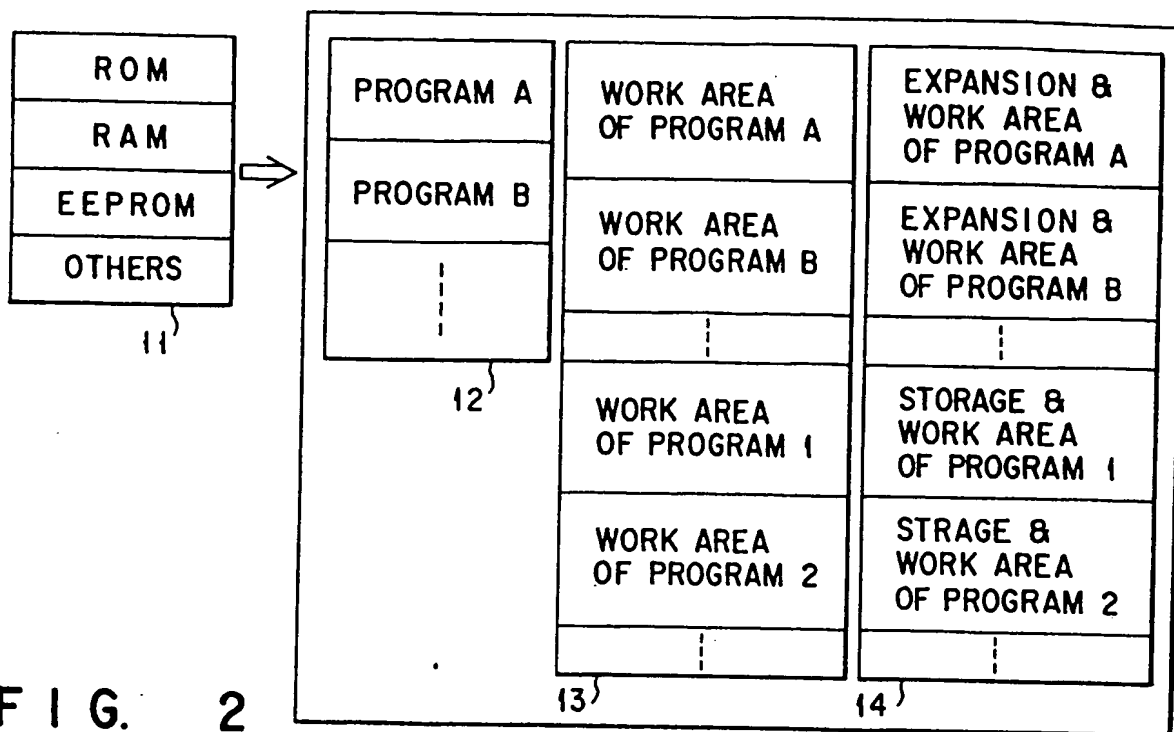 ROM
RAM
EEPROM
OTHERS
11
PROGRAM A
PROGRAM B
12
WORK AREA
OF PROGRAM A
WORK AREA
OF PROGRAM B
WORK AREA
OF PROGRAM 1
WORK AREA
OF PROGRAM 2
13
EXPANSION &
WORK AREA
OF PROGRAM A
EXPANSION &
WORK AREA
OF PROGRAM B
STORAGE &
WORK AREA
OF PROGRAM 1
STRAGE &
WORK AREA
OF PROGRAM 2
14
FIG. 2